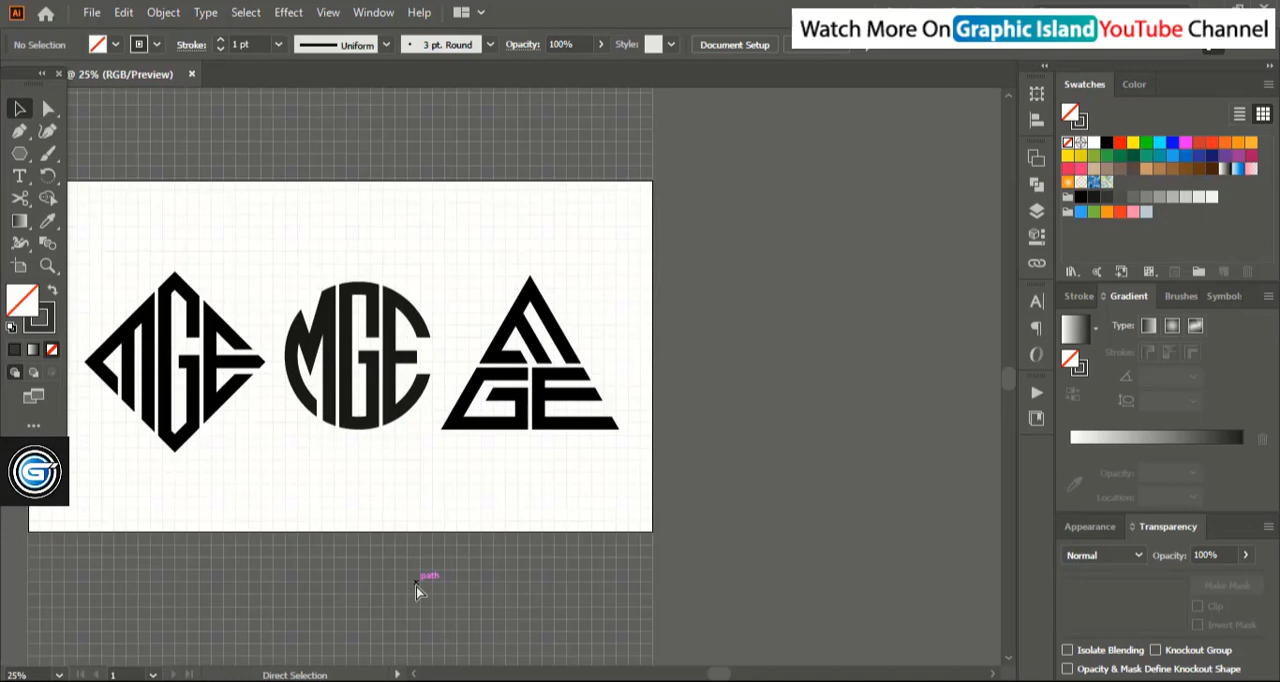 Ai File Edit Object Type Select Effect View Window Help
Watch More On Graphic Island YouTube Channel
No Selection Stroke: 1 pt Uniform 3 pt. Round Opacity: 100% Style: Document Setup
@ 25% (RGB/Preview)
Swatches Color
MGE MGE MGE
Stroke Gradient Brushes Symbol:
Type:
Strokes:
Opacity:
Location:
Appearance Transparency
Normal Opacity: 100%
Make Mask
Clip
Invert Mask
Isolate Blending Knockout Group
Opacity & Mask Define Knockout Shape
path
G
25% 1 Direct Selection